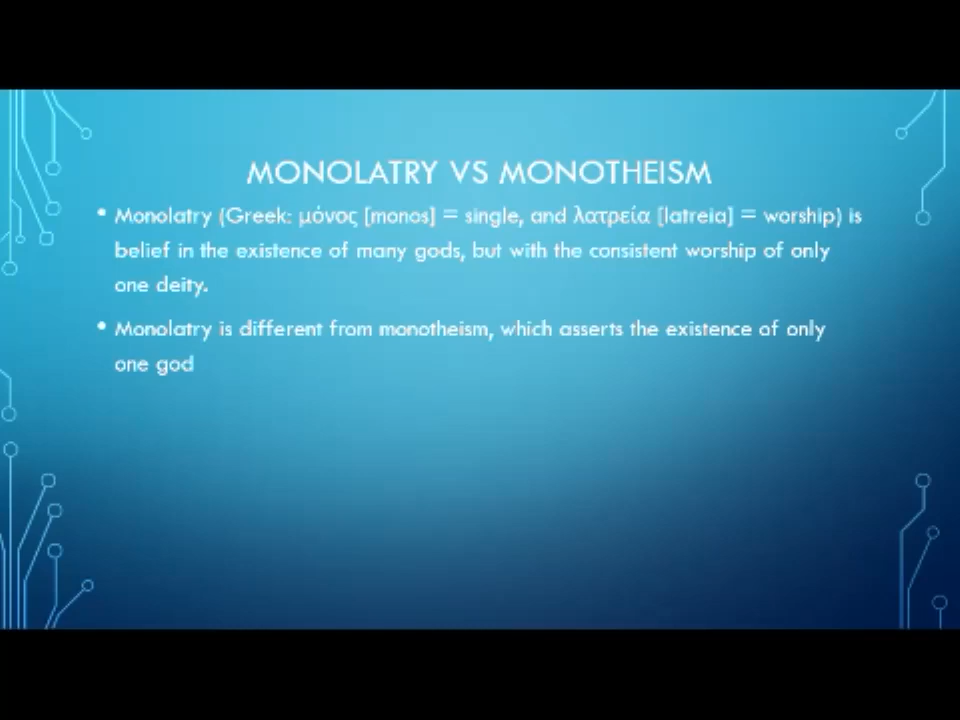 MONOLATRY VS MONOTHEISM
• Monolatry (Greek: μόνος [monos] = single, and λατρεία [latreia] = worship) is
belief in the existence of many gods, but with the consistent worship of only
one deity.
• Monolatry is different from monotheism, which asserts the existence of only
one god